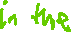 in the